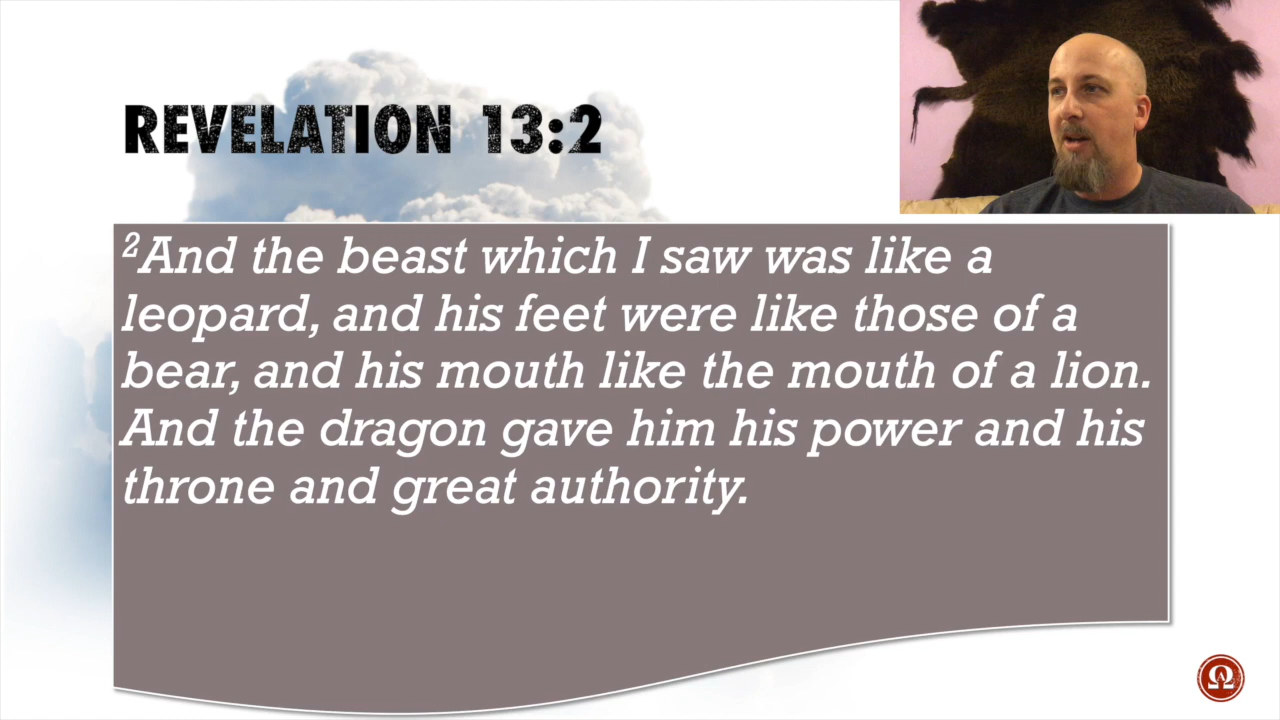 REVELATION 13:2
²And the beast which I saw was like a
leopard, and his feet were like those of a
bear, and his mouth like the mouth of a lion.
And the dragon gave him his power and his
throne and great authority.
Ω